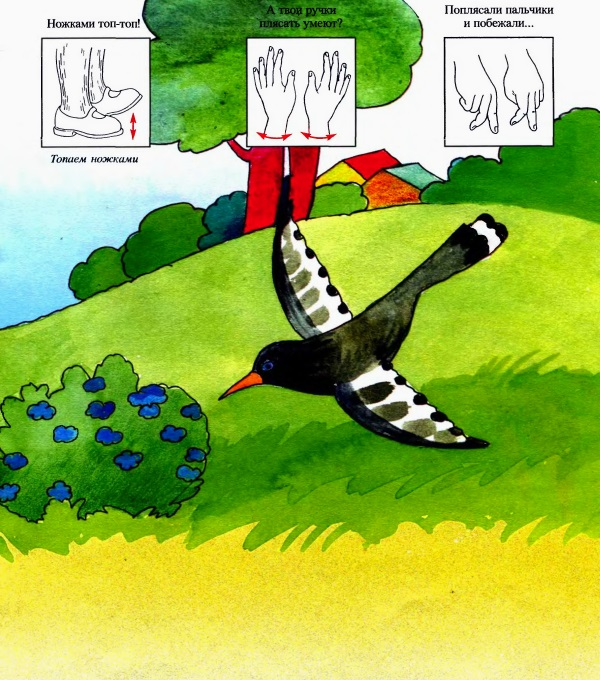 Ножками топ-топ!
Топаем ножками
А твои ручки
плясать умеют?
Поплясали пальчики
и побежали...